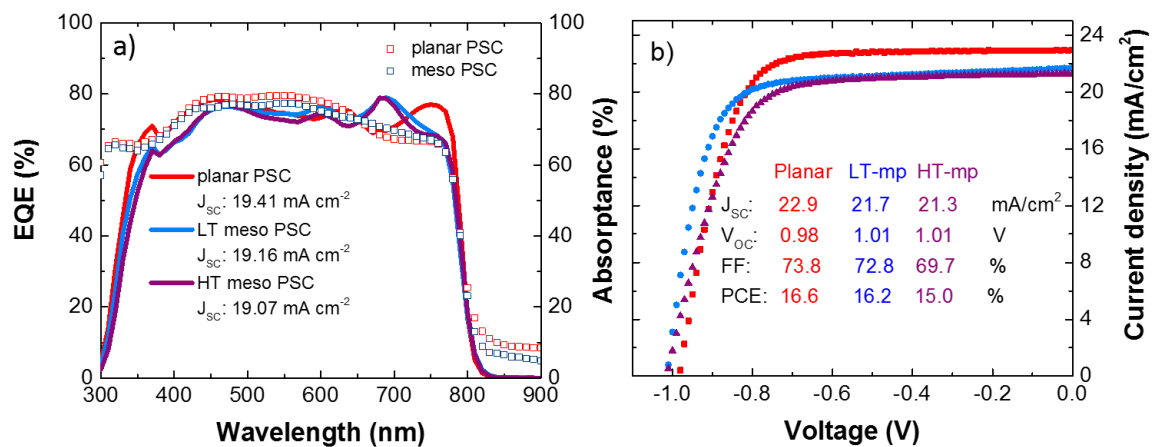 a)
planar PSC
meso PSC
planar PSC
J_SC: 19.41 mA cm⁻²
LT meso PSC
J_SC: 19.16 mA cm⁻²
HT meso PSC
J_SC: 19.07 mA cm⁻²
EQE (%)
100
80
60
40
20
0
300 400 500 600 700 800 900
Wavelength (nm)
100
80
60
40
20
0
Absorptance (%)
b)
Planar LT-mp HT-mp
J_SC: 22.9 21.7 21.3 mA/cm²
V_OC: 0.98 1.01 1.01 V
FF: 73.8 72.8 69.7 %
PCE: 16.6 16.2 15.0 %
-1.0 -0.8 -0.6 -0.4 -0.2 0.0
Voltage (V)
24
20
16
12
8
4
0
Current density (mA/cm²)